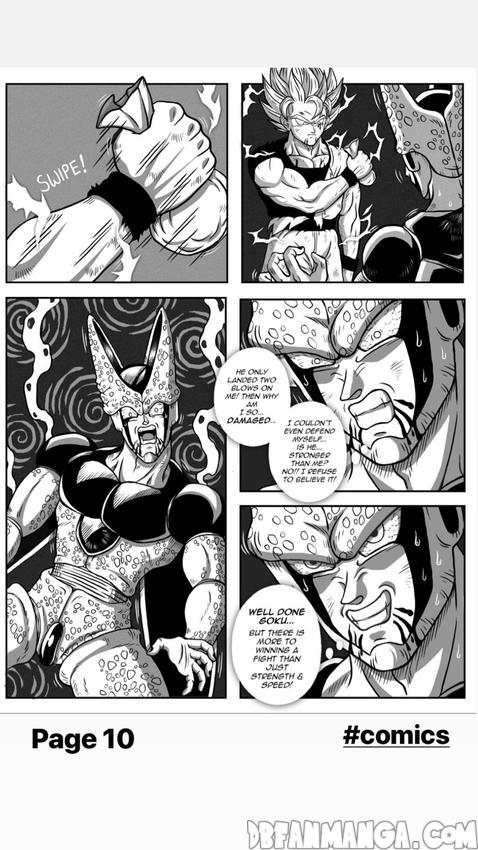 SWIPE!
HE ONLY
LANDED TWO
BLOWS ON
ME! THEN WHY
AM
I SO...
DAMAGED...
I COULDN'T
EVEN DEFEND
MYSELF...
IS HE...
STRONGER
THAN ME?
NO!! I REFUSE
TO BELIEVE IT!
WELL DONE
GOKU...
BUT THERE IS
MORE TO
WINNING A
FIGHT THAN
JUST
STRENGTH &
SPEED!
Page 10
#comics
DBFANMANGA.COM